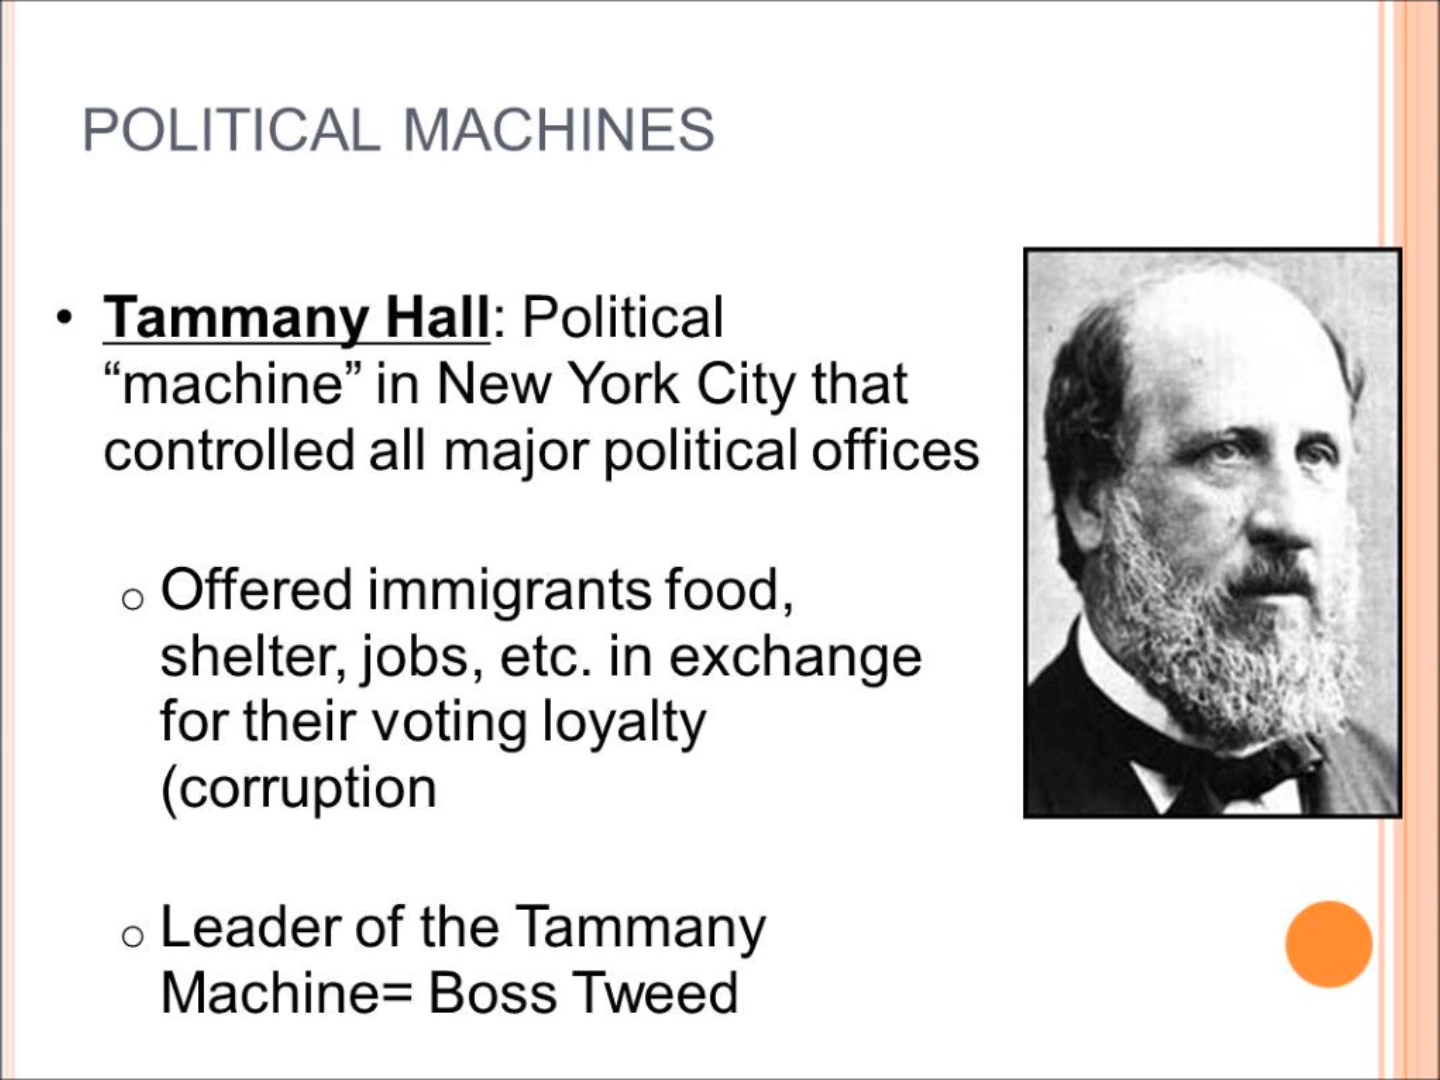 POLITICAL MACHINES
• Tammany Hall: Political
“machine” in New York City that
controlled all major political offices
o Offered immigrants food,
shelter, jobs, etc. in exchange
for their voting loyalty
(corruption
o Leader of the Tammany
Machine= Boss Tweed